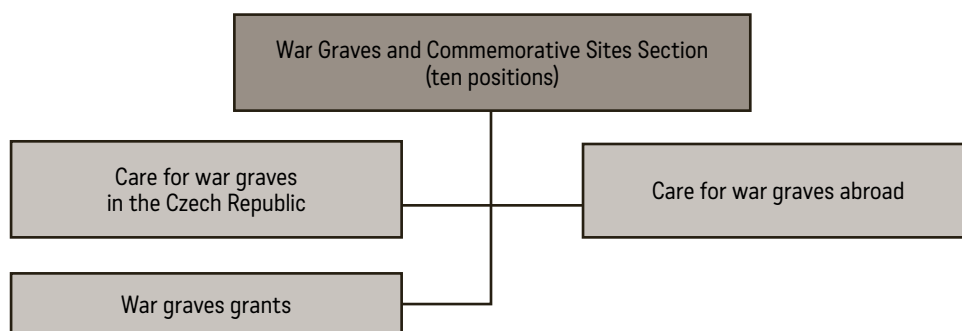 War Graves and Commemorative Sites Section
(ten positions)
Care for war graves
in the Czech Republic
Care for war graves abroad
War graves grants